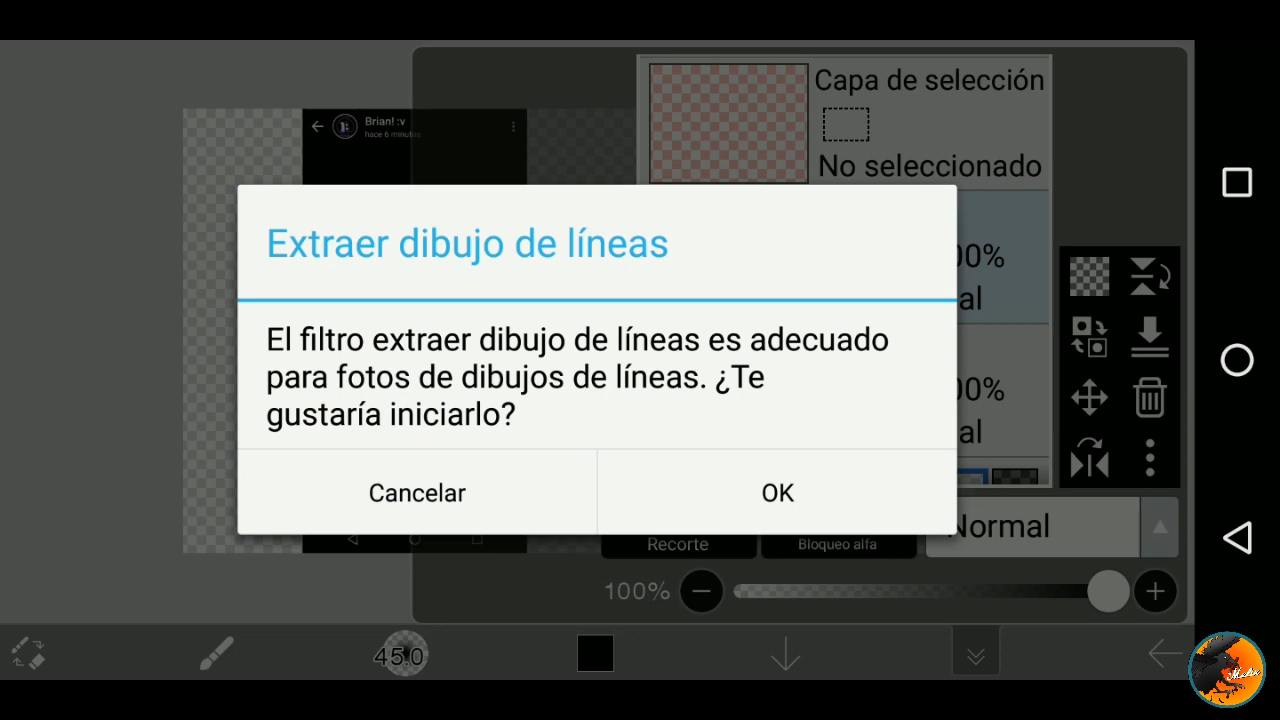 Capa de selección
Brian! :v
hace 6 minutos
No seleccionado
Extraer dibujo de líneas
00%
al
El filtro extraer dibujo de líneas es adecuado
para fotos de dibujos de líneas. ¿Te
gustaría iniciarlo?
00%
al
Cancelar
OK
Normal
Recorte
Bloqueo alfa
100%
45.0